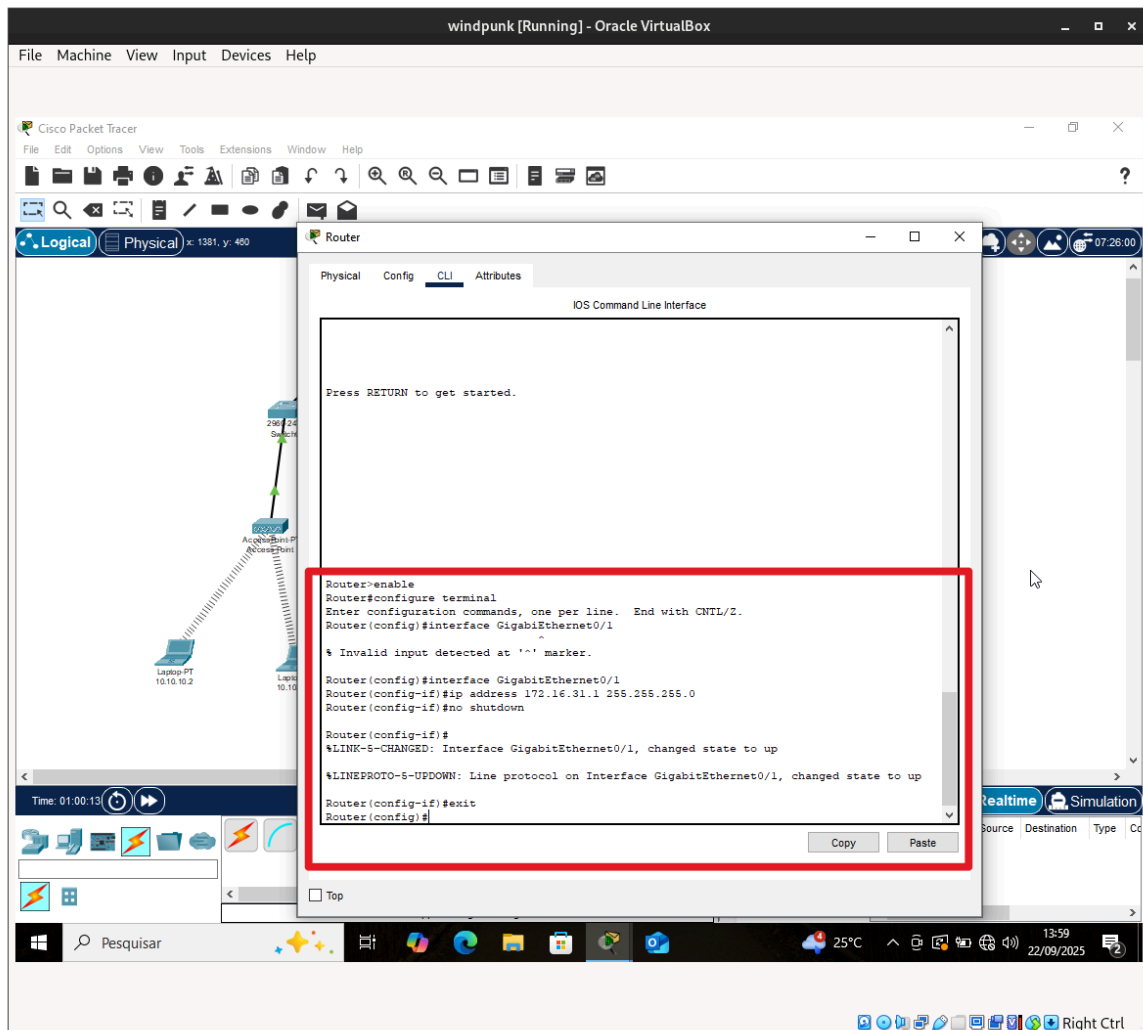 windpunk [Running] - Oracle VirtualBox
File Machine View Input Devices Help
Cisco Packet Tracer
File Edit Options View Tools Extensions Window Help
?
Logical Physical x: 1381, y: 460
07:26:00
Router
Physical Config CLI Attributes
IOS Command Line Interface
Press RETURN to get started.
Router>enable
Router#configure terminal
Enter configuration commands, one per line. End with CNTL/Z.
Router(config)#interface GigabiEthernet0/1
^
% Invalid input detected at '^' marker.
Router(config)#interface GigabitEthernet0/1
Router(config-if)#ip address 172.16.31.1 255.255.255.0
Router(config-if)#no shutdown
Router(config-if)#
%LINK-5-CHANGED: Interface GigabitEthernet0/1, changed state to up
%LINEPROTO-5-UPDOWN: Line protocol on Interface GigabitEthernet0/1, changed state to up
Router(config-if)#exit
Router(config)#
Copy Paste
Top
Laptop-PT
10.10.10.2
Time: 01:00:13
Realtime Simulation
Source Destination Type
Pesquisar
4
25°C
13:59
22/09/2025
2
Right Ctrl